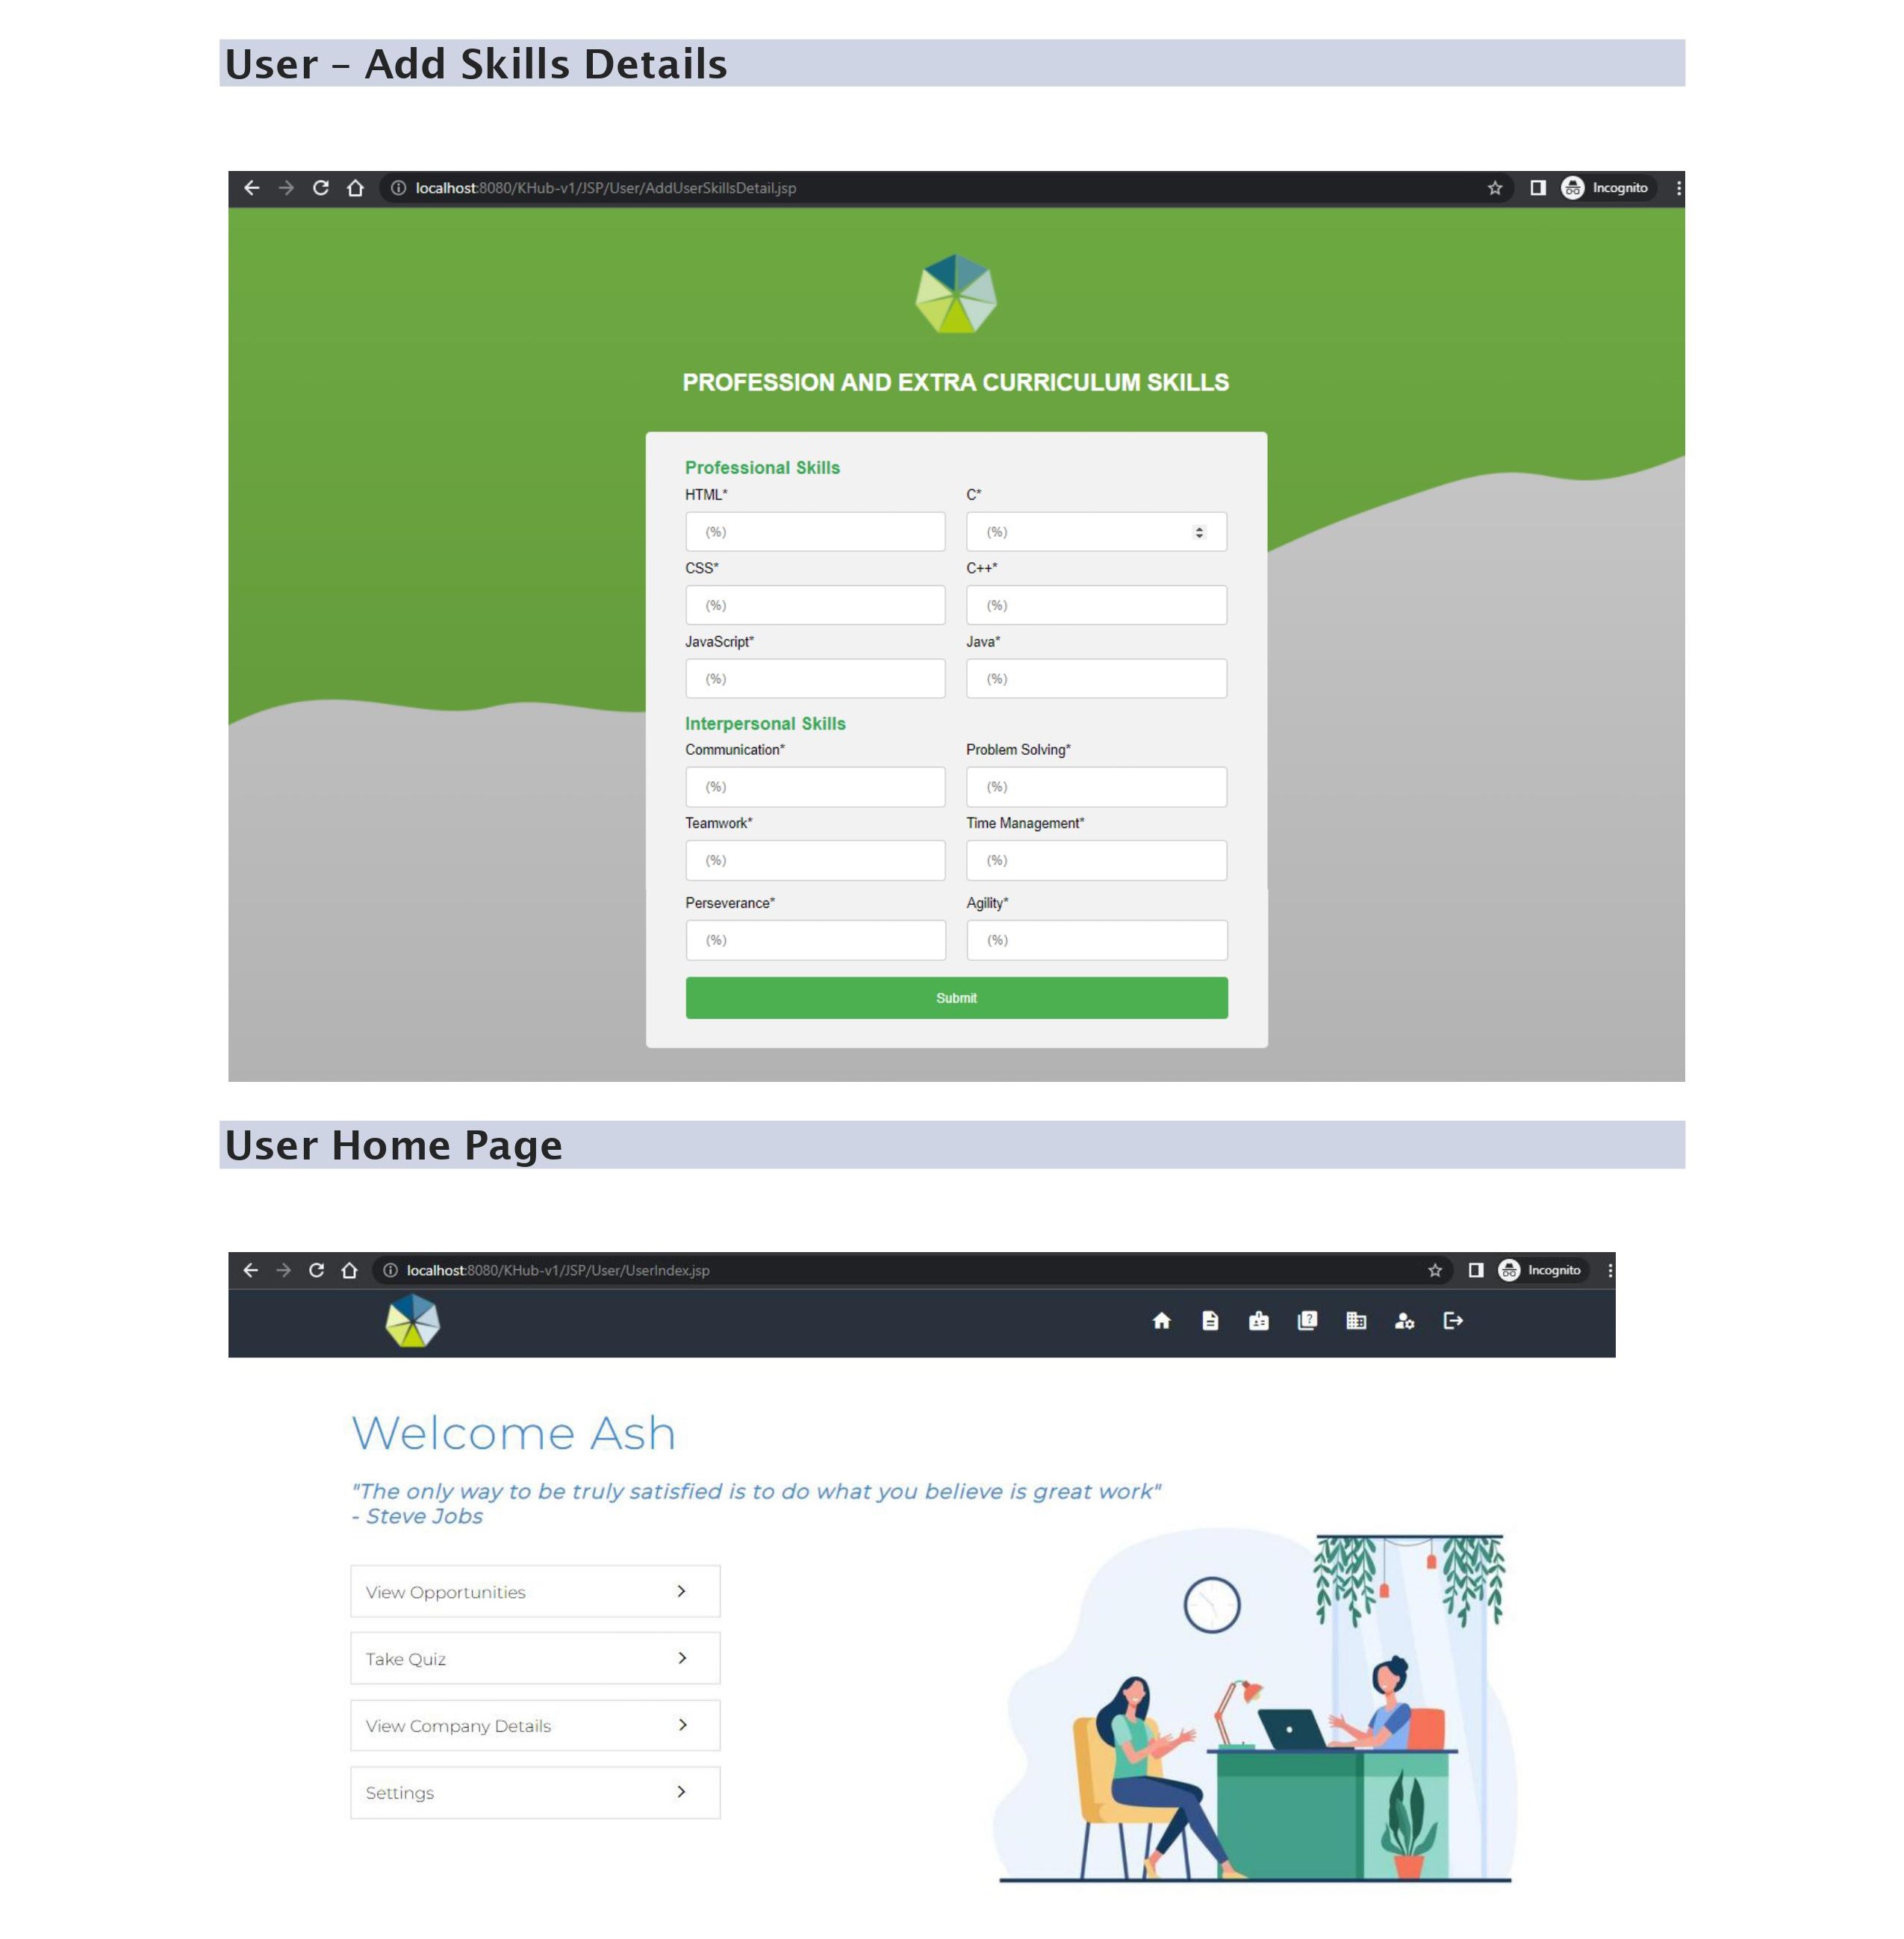 User – Add Skills Details
localhost:8080/KHub-v1/JSP/User/AddUserSkillsDetail.jsp
Incognito
PROFESSION AND EXTRA CURRICULUM SKILLS
Professional Skills
HTML* C*
(%) (%)
CSS* C++*
(%) (%)
JavaScript* Java*
(%) (%)
Interpersonal Skills
Communication* Problem Solving*
(%) (%)
Teamwork* Time Management*
(%) (%)
Perseverance* Agility*
(%) (%)
Submit
User Home Page
localhost:8080/KHub-v1/JSP/User/UserIndex.jsp
Incognito
Welcome Ash
"The only way to be truly satisfied is to do what you believe is great work"
- Steve Jobs
View Opportunities
Take Quiz
View Company Details
Settings